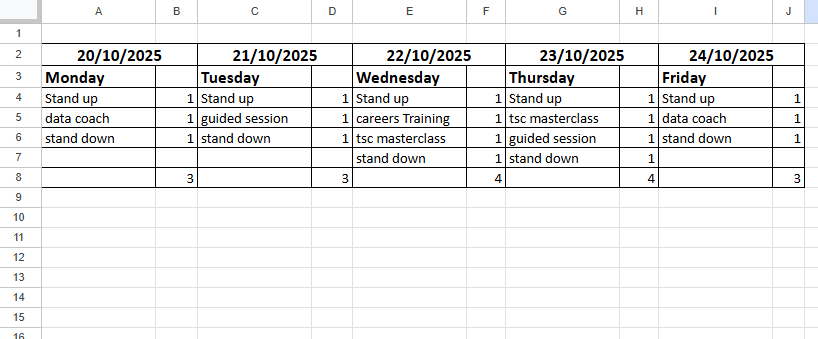 A B C D E F G H I J
1
2 20/10/2025 21/10/2025 22/10/2025 23/10/2025 24/10/2025
3 Monday Tuesday Wednesday Thursday Friday
4 Stand up 1 Stand up 1 Stand up 1 Stand up 1 Stand up 1
5 data coach 1 guided session 1 careers Training 1 tsc masterclass 1 data coach 1
6 stand down 1 stand down 1 tsc masterclass 1 guided session 1 stand down 1
7 stand down 1 stand down 1
8 3 3 4 4 3
9
10
11
12
13
14
15
16